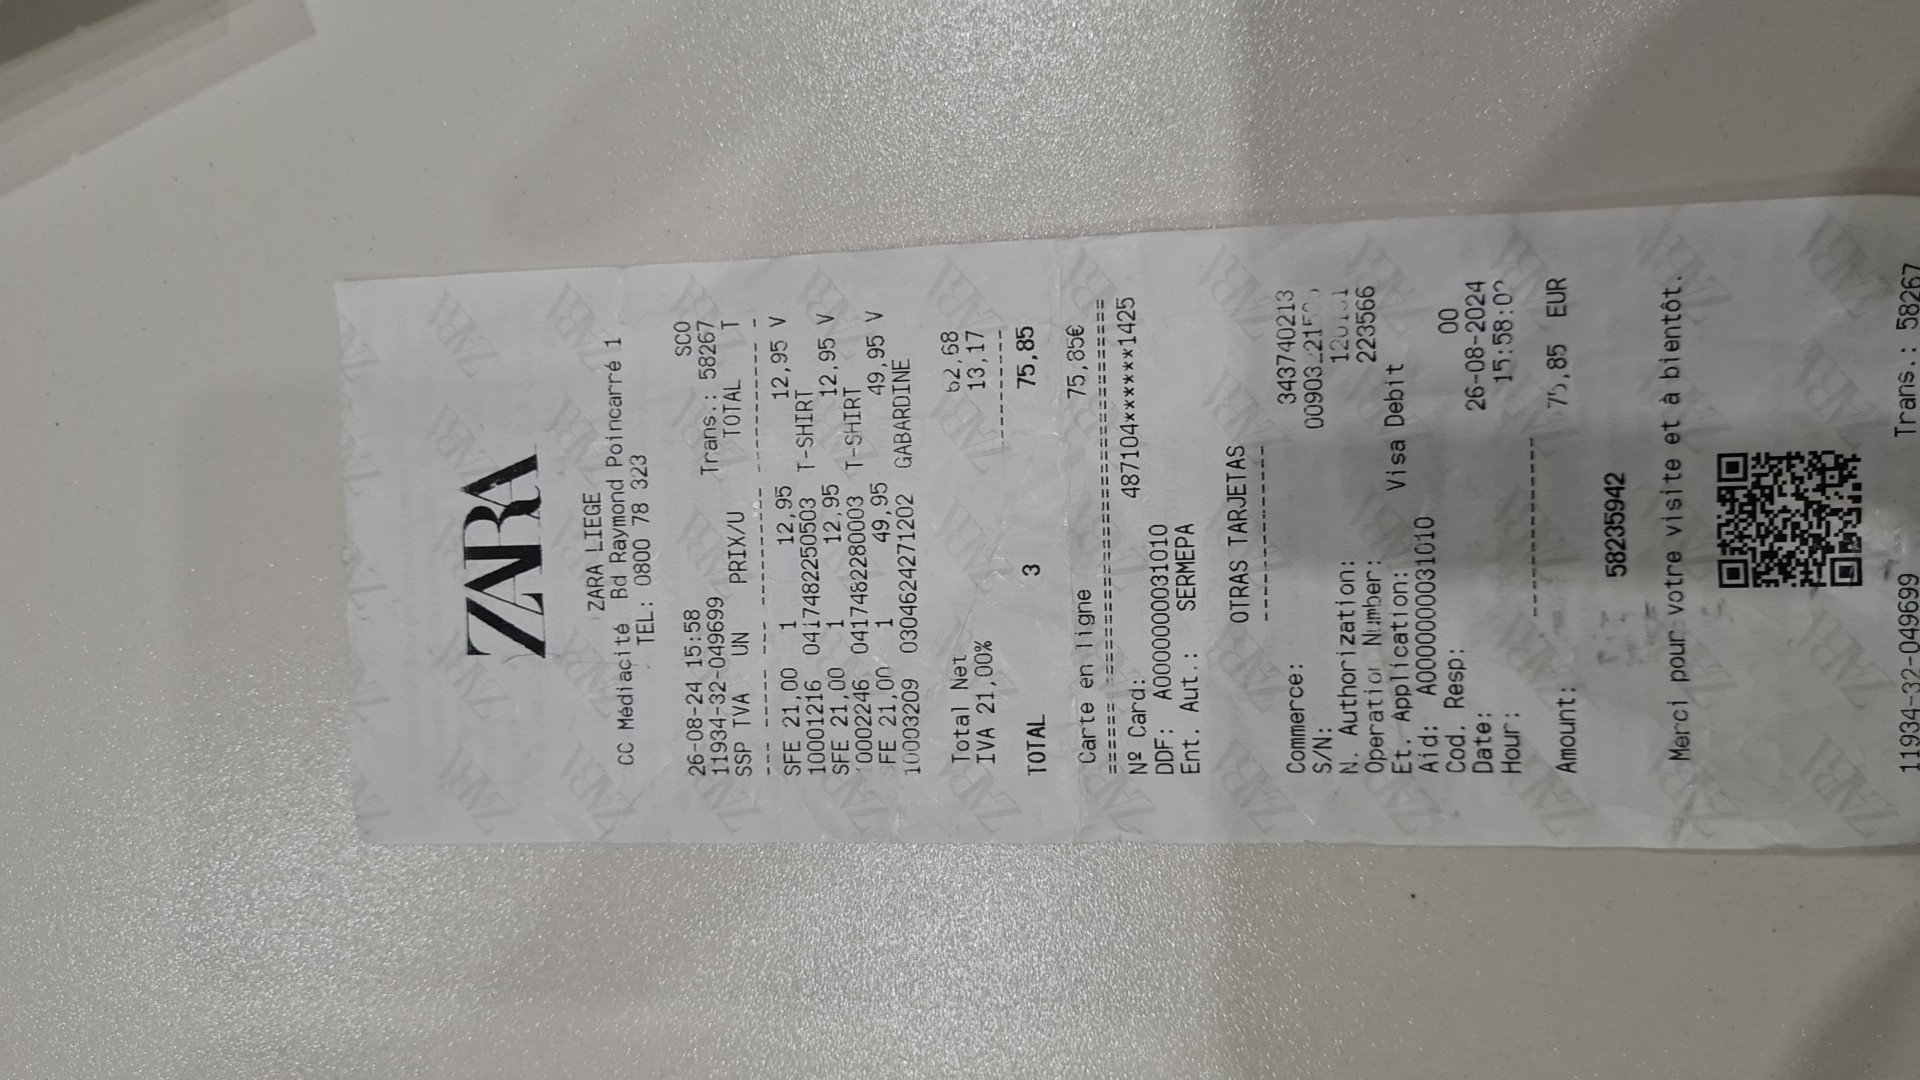 ZARA
ZARA LIEGE
CC Médiacité Bd Raymond Poincarré 1
TEL: 0800 78 323
26-08-24 15:58 SCO
11934-32-049699 Trans.: 58267
SSP TVA UN PRIX/U TOTAL T
SFE 21,00 1 12,95 12,95 V
10001216 04174822250503 T-SHIRT
SFE 21,00 1 12,95 12,95 V
10002246 04174822280003 T-SHIRT
SFE 21,00 1 49,95 49,95 V
10003209 03046242271202 GABARDINE
Total Net 62,68
IVA 21,00% 13,17
TOTAL 3 75,85
Carte en ligne 75,85€
==================================
Nº Card: 487104******1425
DDF: A0000000031010
Ent. Aut.: SERMEPA
OTRAS TARJETAS
Commerce: 343740213
S/N:
N. Authorization:
Operation Number: 223566
Et. Application: Visa Debit
Aid: A0000000031010
Cod. Resp: 00
Date: 26-08-2024
Hour:
Amount: 75,85 EUR
58235942
Merci pour votre visite et à bientôt.
11934-32-049699 Trans.: 58267